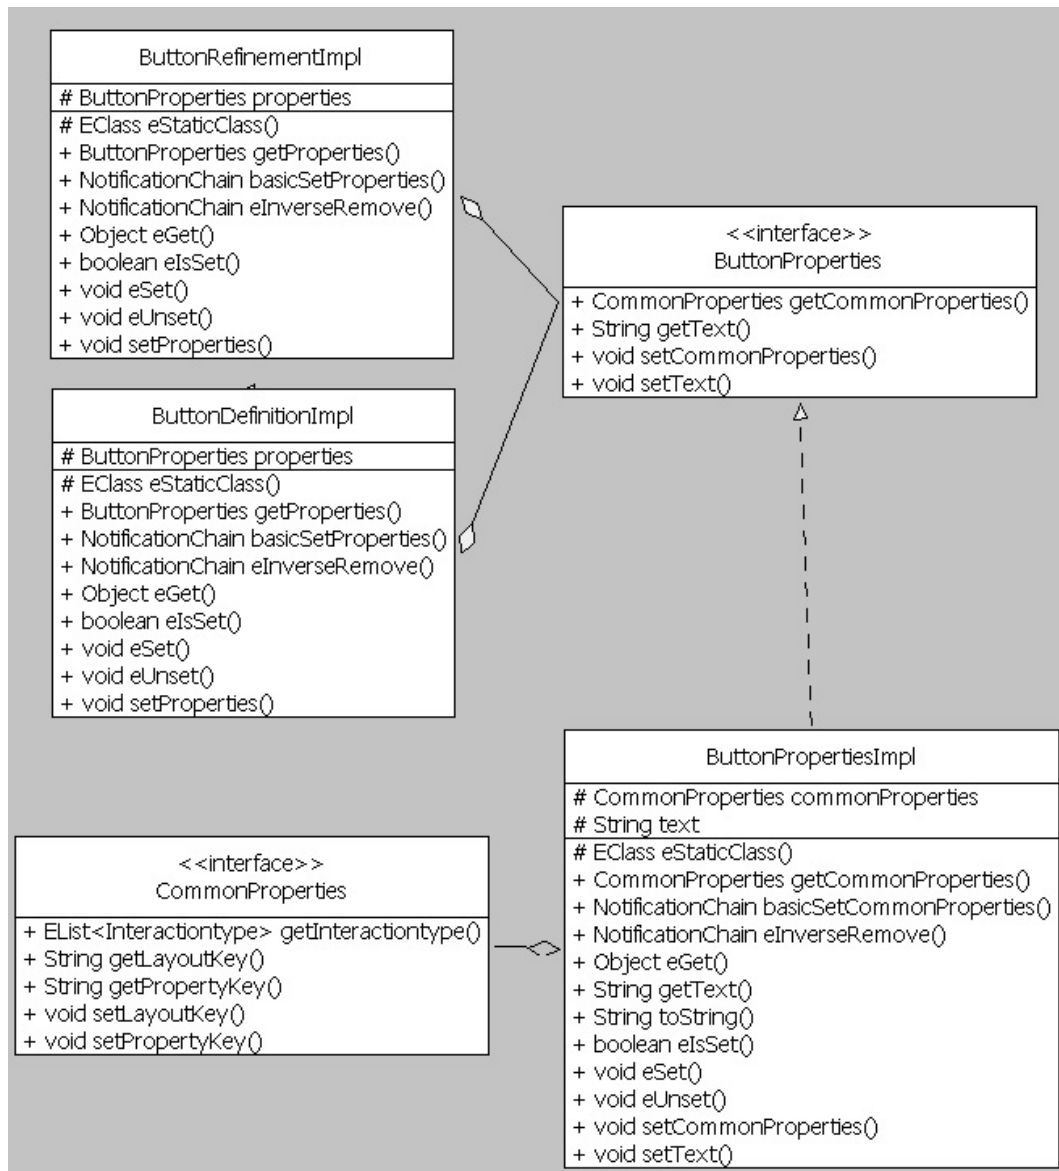 ButtonRefinementImpl
# ButtonProperties properties
# EClass eStaticClass()
+ ButtonProperties getProperties()
+ NotificationChain basicSetProperties()
+ NotificationChain eInverseRemove()
+ Object eGet()
+ boolean eIsSet()
+ void eSet()
+ void eUnset()
+ void setProperties()
<<interface>>
ButtonProperties
+ CommonProperties getCommonProperties()
+ String getText()
+ void setCommonProperties()
+ void setText()
ButtonDefinitionImpl
# ButtonProperties properties
# EClass eStaticClass()
+ ButtonProperties getProperties()
+ NotificationChain basicSetProperties()
+ NotificationChain eInverseRemove()
+ Object eGet()
+ boolean eIsSet()
+ void eSet()
+ void eUnset()
+ void setProperties()
ButtonPropertiesImpl
# CommonProperties commonProperties
# String text
# EClass eStaticClass()
+ CommonProperties getCommonProperties()
+ NotificationChain basicSetCommonProperties()
+ NotificationChain eInverseRemove()
+ Object eGet()
+ String getText()
+ String toString()
+ boolean eIsSet()
+ void eSet()
+ void eUnset()
+ void setCommonProperties()
+ void setText()
<<interface>>
CommonProperties
+ EList<Interactiontype> getInteractiontype()
+ String getLayoutKey()
+ String getPropertyKey()
+ void setLayoutKey()
+ void setPropertyKey()